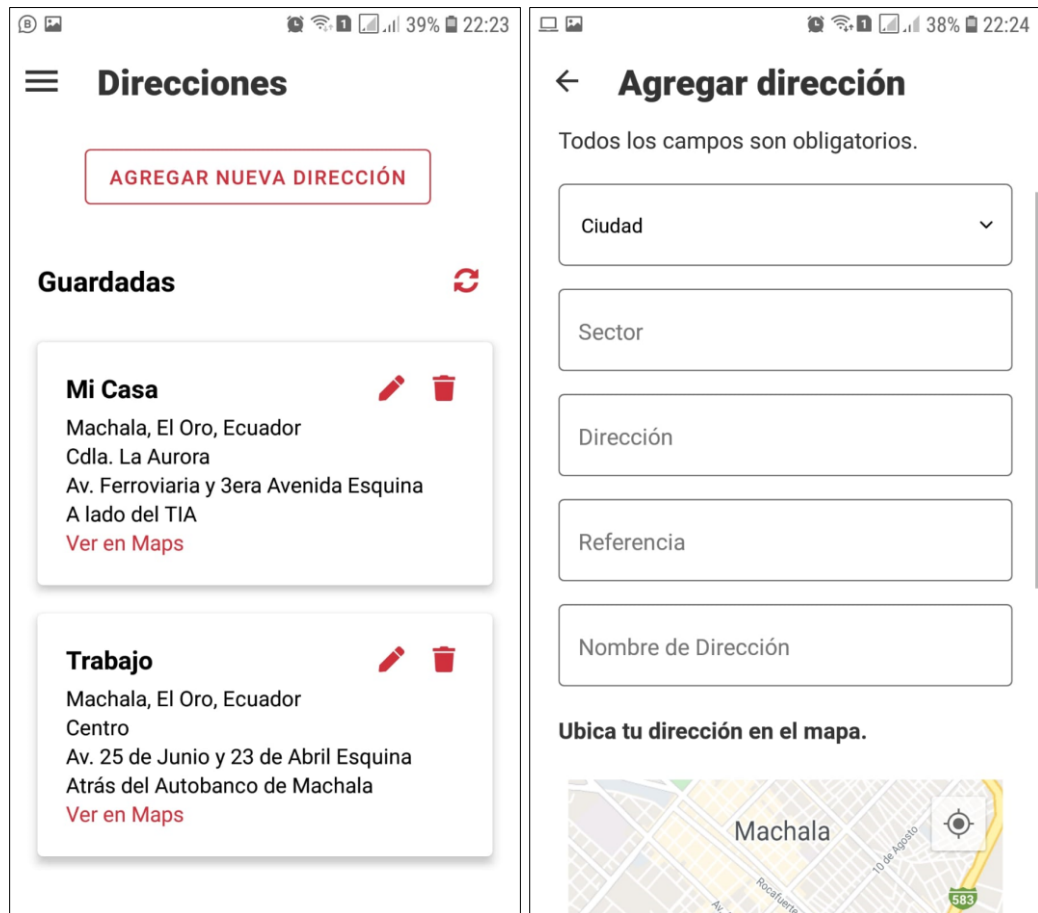 39% 22:23
Direcciones
AGREGAR NUEVA DIRECCIÓN
Guardadas
Mi Casa
Machala, El Oro, Ecuador
Cdla. La Aurora
Av. Ferroviaria y 3era Avenida Esquina
A lado del TIA
Ver en Maps
Trabajo
Machala, El Oro, Ecuador
Centro
Av. 25 de Junio y 23 de Abril Esquina
Atrás del Autobanco de Machala
Ver en Maps
38% 22:24
Agregar dirección
Todos los campos son obligatorios.
Ciudad
Sector
Dirección
Referencia
Nombre de Dirección
Ubica tu dirección en el mapa.
Machala
10 de Agosto
Rocafuerte
Av.
583